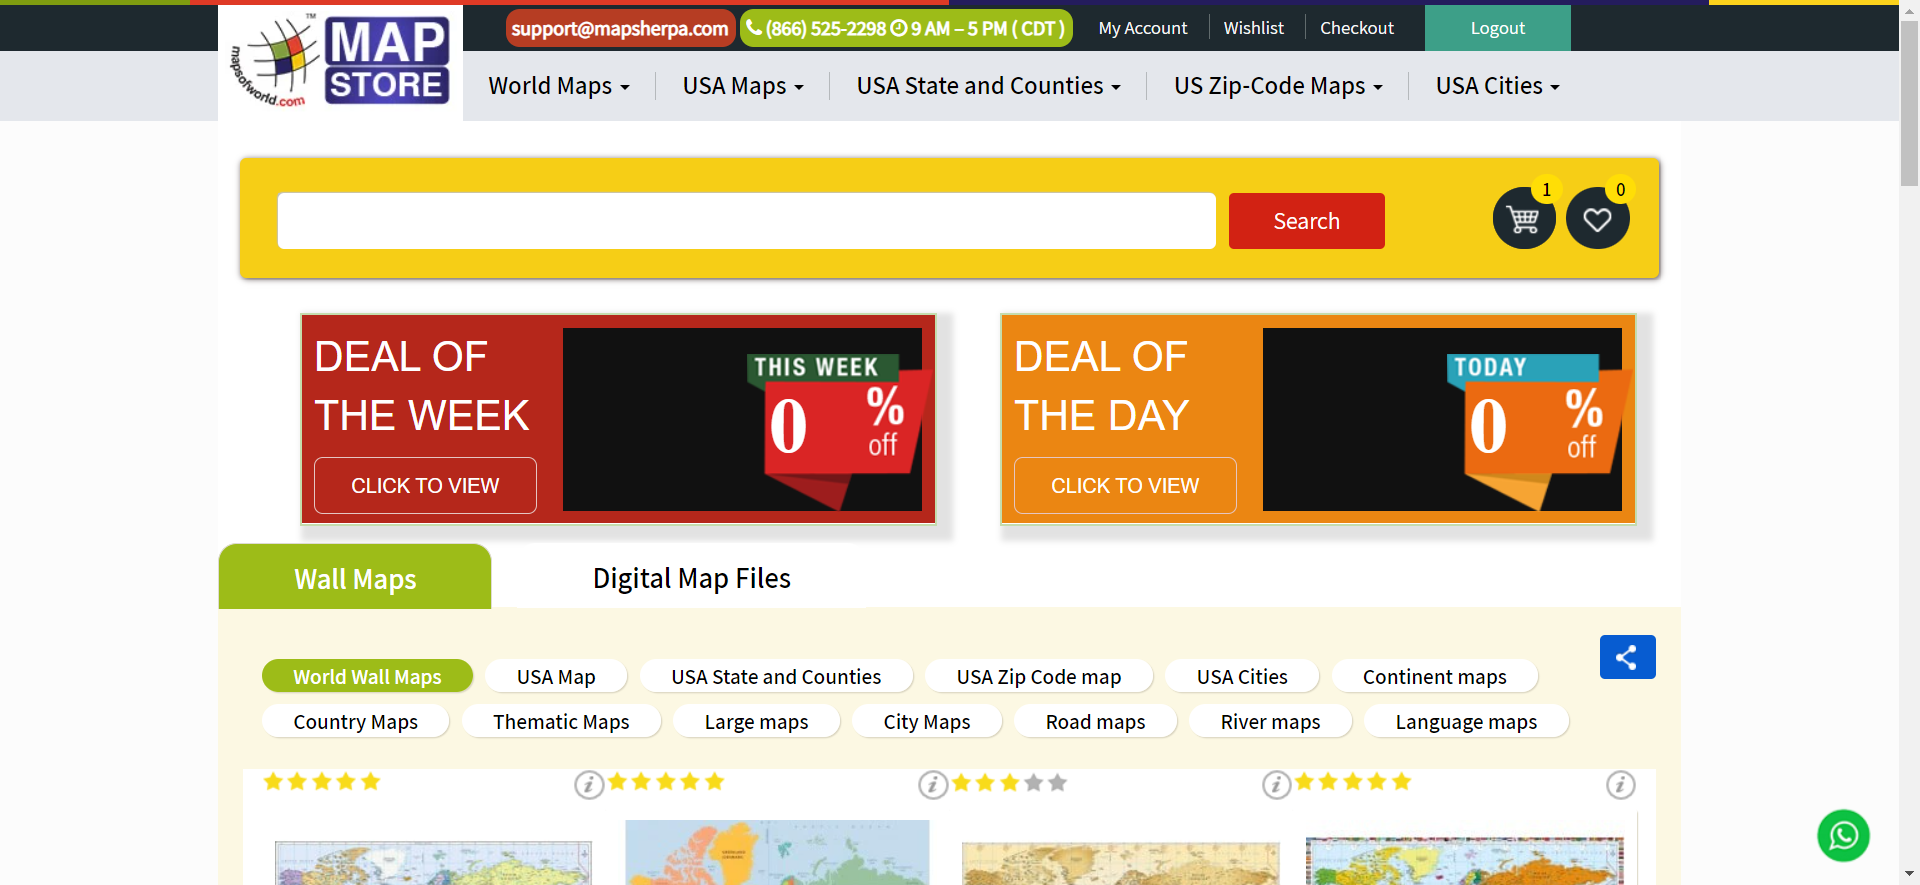 support@mapsherpa.com (866) 525-2298 9 AM – 5 PM ( CDT ) My Account Wishlist Checkout Logout
mapsofworld.com ™ MAP STORE
World Maps USA Maps USA State and Counties US Zip-Code Maps USA Cities
Search 1 0
DEAL OF
THE WEEK
CLICK TO VIEW
THIS WEEK
0 % off
DEAL OF
THE DAY
CLICK TO VIEW
TODAY
0 % off
Wall Maps Digital Map Files
World Wall Maps USA Map USA State and Counties USA Zip Code map USA Cities Continent maps
Country Maps Thematic Maps Large maps City Maps Road maps River maps Language maps